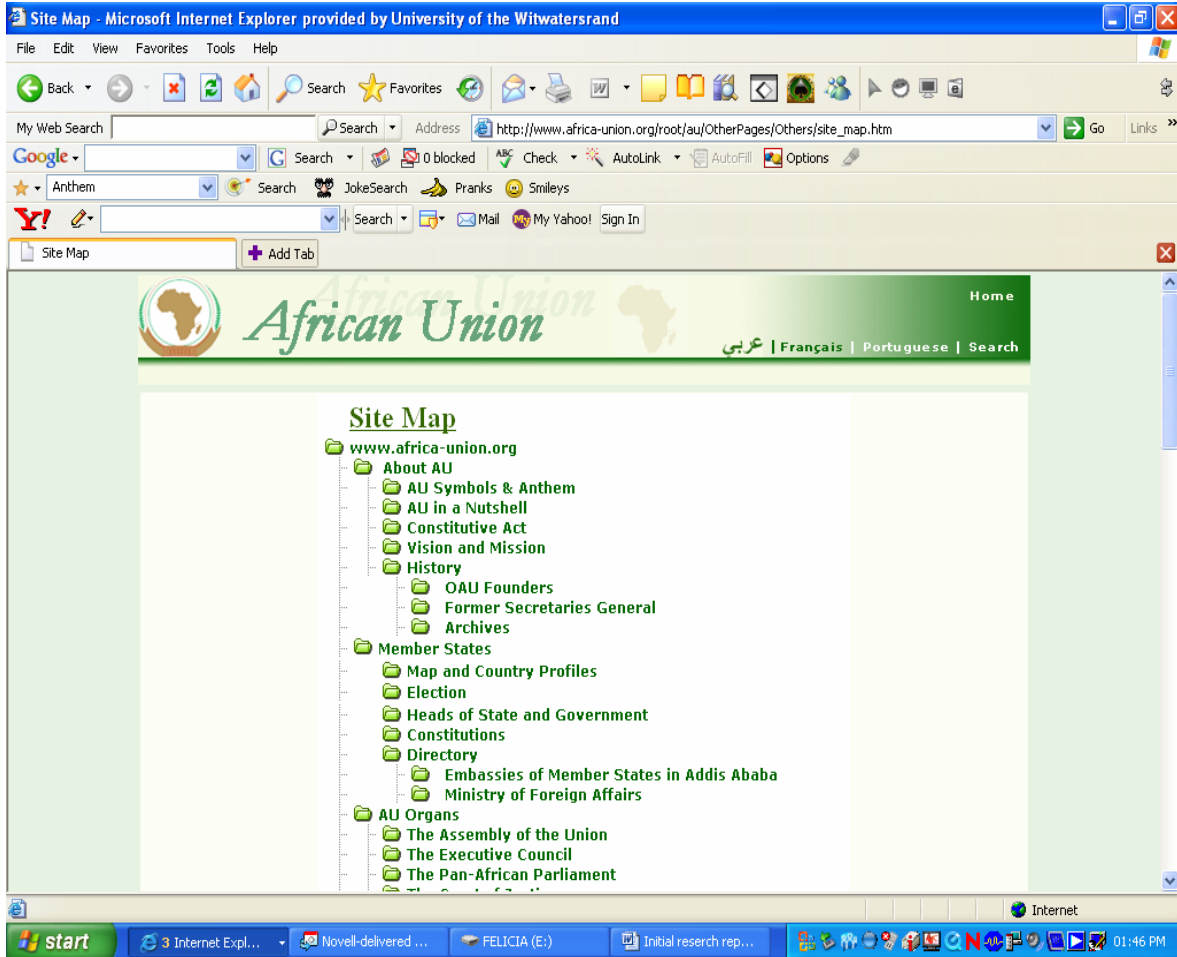 Site Map - Microsoft Internet Explorer provided by University of the Witwatersrand
File Edit View Favorites Tools Help
Back Search Favorites
My Web Search Search Address http://www.africa-union.org/root/au/OtherPages/Others/site_map.htm Go Links »
Google Search 0 blocked ABC Check AutoLink AutoFill Options
Anthem Search JokeSearch Pranks Smileys
Y! Search Mail My Yahoo! Sign In
Site Map Add Tab
African Union
African Union
Home
عربي | Français | Portuguese | Search
Site Map
www.africa-union.org
About AU
AU Symbols & Anthem
AU in a Nutshell
Constitutive Act
Vision and Mission
History
OAU Founders
Former Secretaries General
Archives
Member States
Map and Country Profiles
Election
Heads of State and Government
Constitutions
Directory
Embassies of Member States in Addis Ababa
Ministry of Foreign Affairs
AU Organs
The Assembly of the Union
The Executive Council
The Pan-African Parliament
Internet
start 3 Internet Expl... Novell-delivered ... FELICIA (E:) Initial reserch rep... 01:46 PM